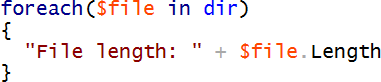 foreach($file in dir)
{
  "File length: " + $file.Length
}